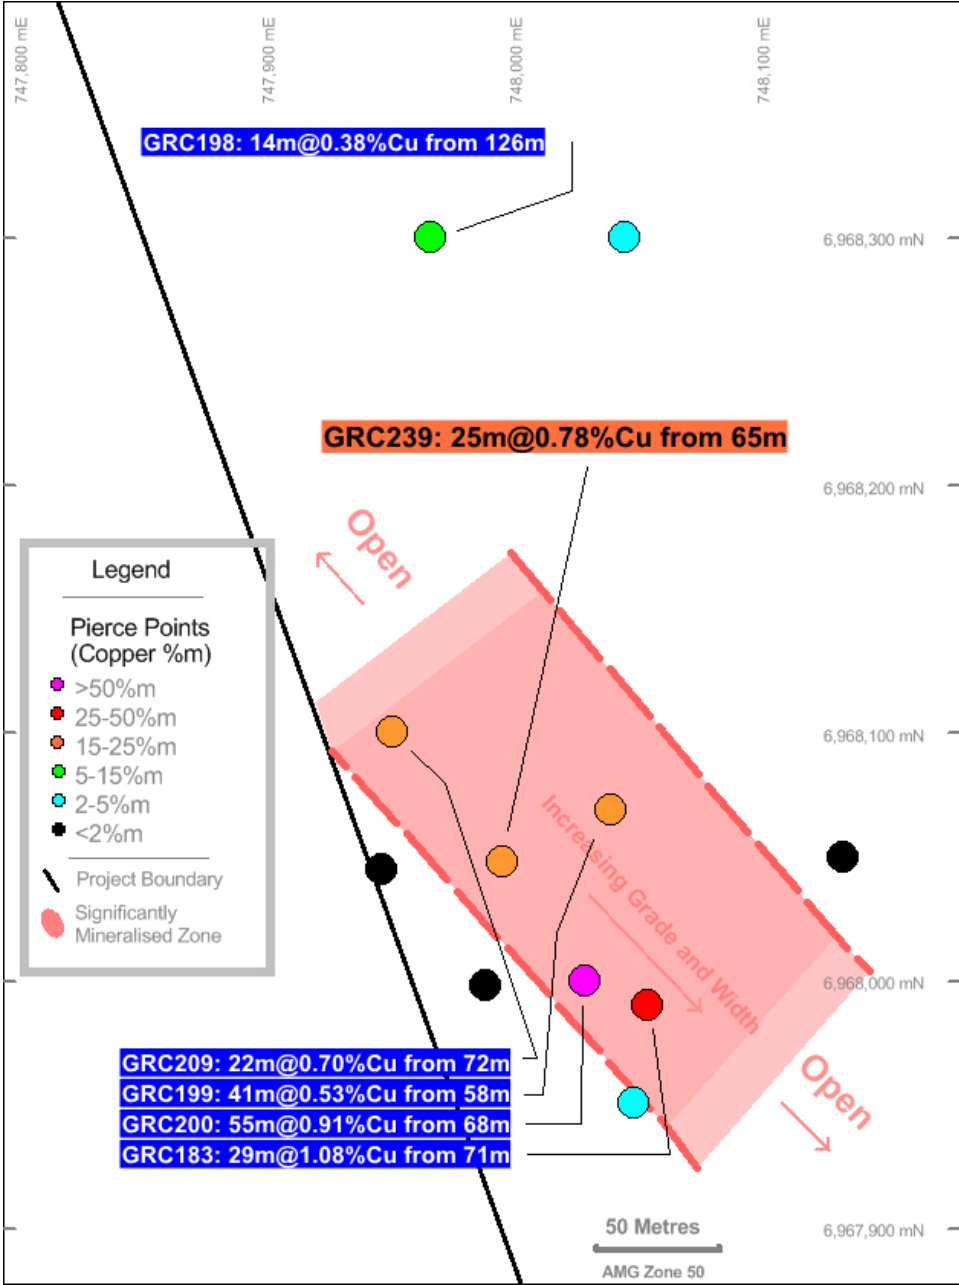 747,800 mE
747,900 mE
748,000 mE
748,100 mE
GRC198: 14m@0.38%Cu from 126m
6,968,300 mN
GRC239: 25m@0.78%Cu from 65m
6,968,200 mN
Open
Legend
Pierce Points
(Copper %m)
>50%m
25-50%m
15-25%m
5-15%m
2-5%m
<2%m
Project Boundary
Significantly
Mineralised Zone
6,968,100 mN
Increasing Grade and Width
6,968,000 mN
Open
GRC209: 22m@0.70%Cu from 72m
GRC199: 41m@0.53%Cu from 58m
GRC200: 55m@0.91%Cu from 68m
GRC183: 29m@1.08%Cu from 71m
50 Metres
6,967,900 mN
AMG Zone 50